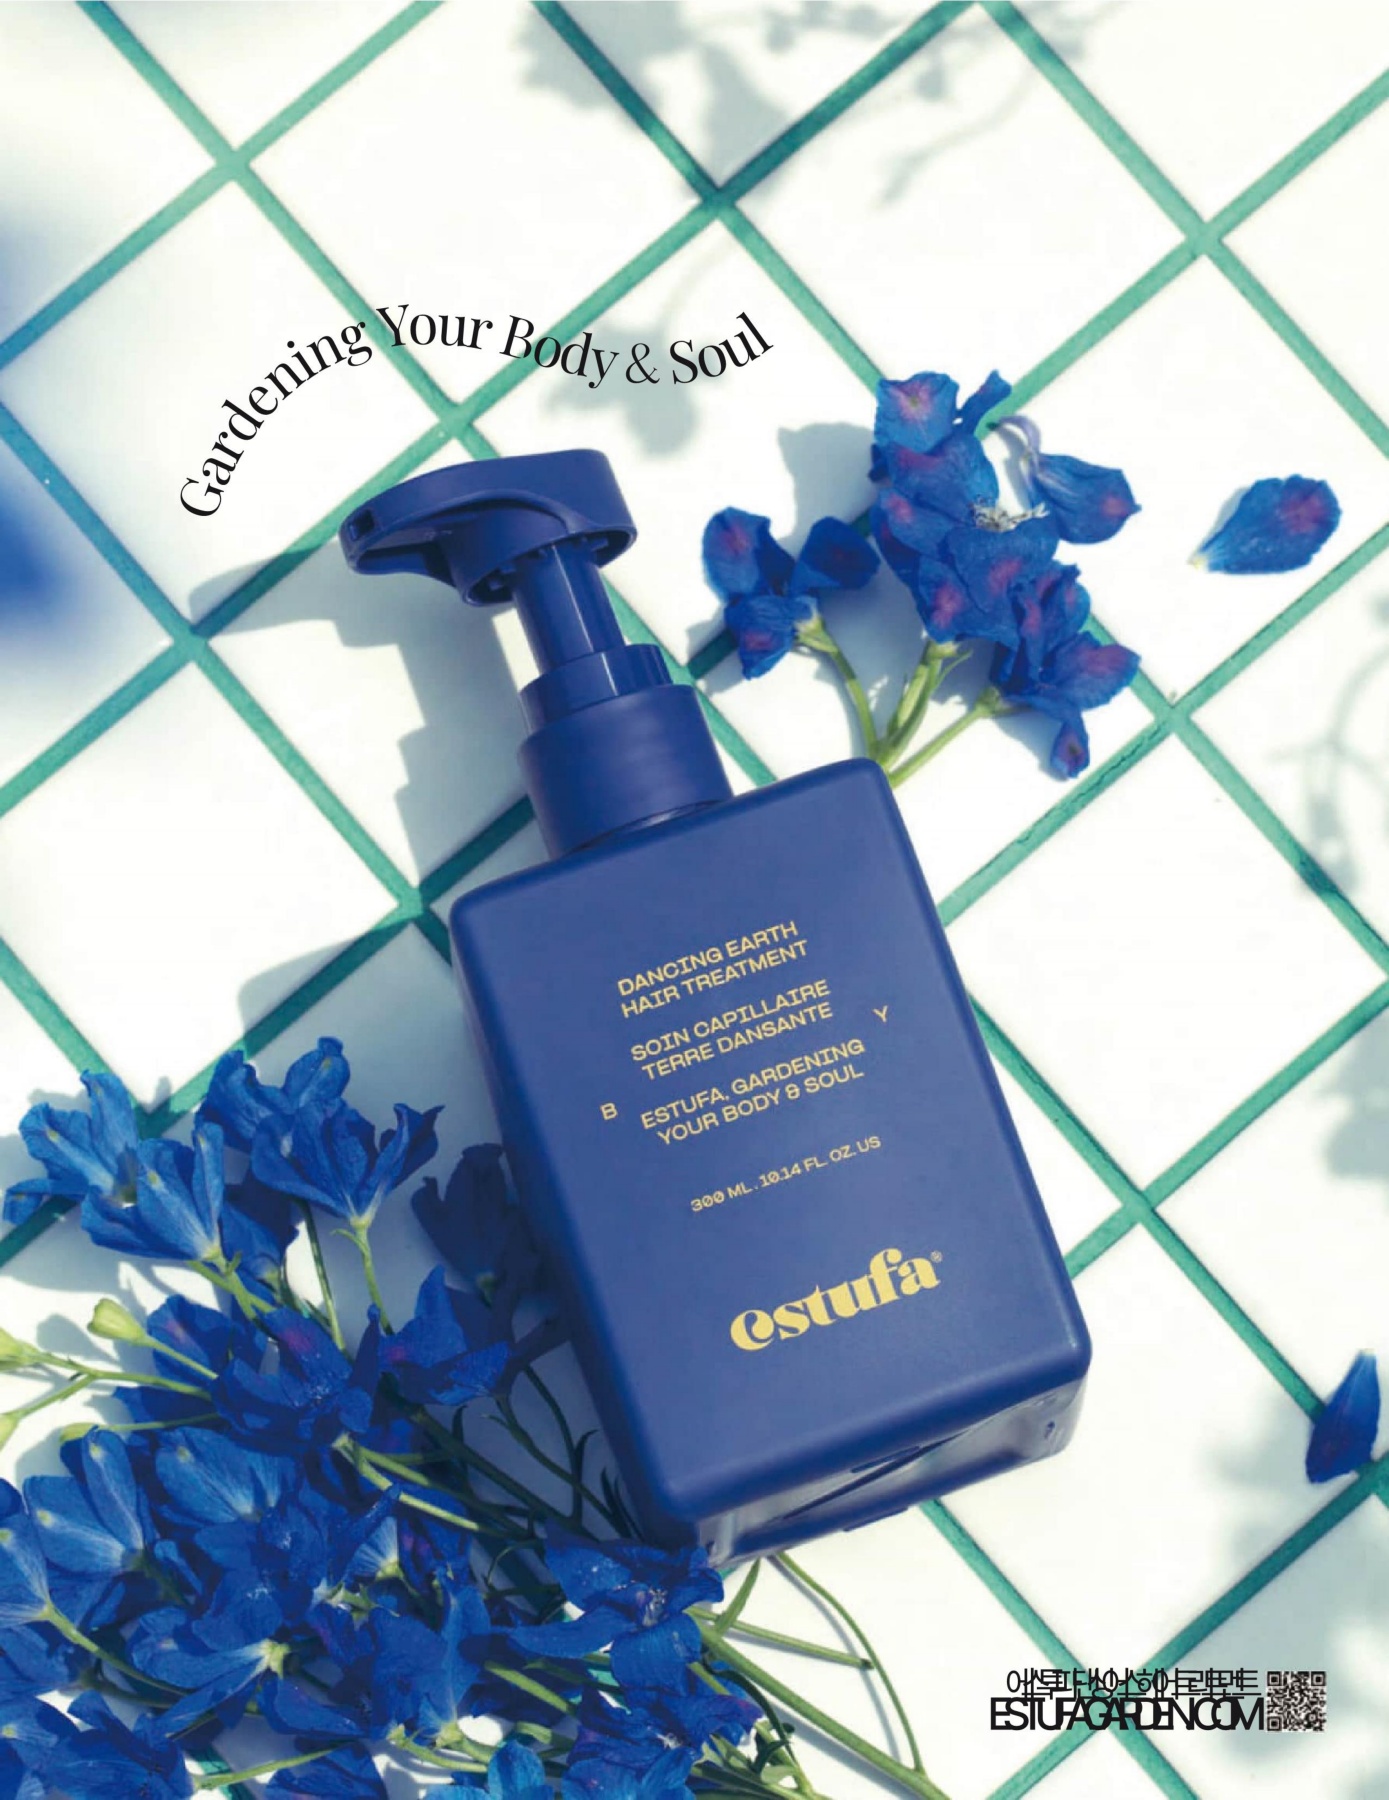 Gardening Your Body & Soul
DANCING EARTH
HAIR TREATMENT
SOIN CAPILLAIRE
TERRE DANSANTE
Y
B
ESTUFA, GARDENING
YOUR BODY & SOUL
300 ML . 10.14 FL. OZ. US
estufa®
ESTUFAGARDEN.COM